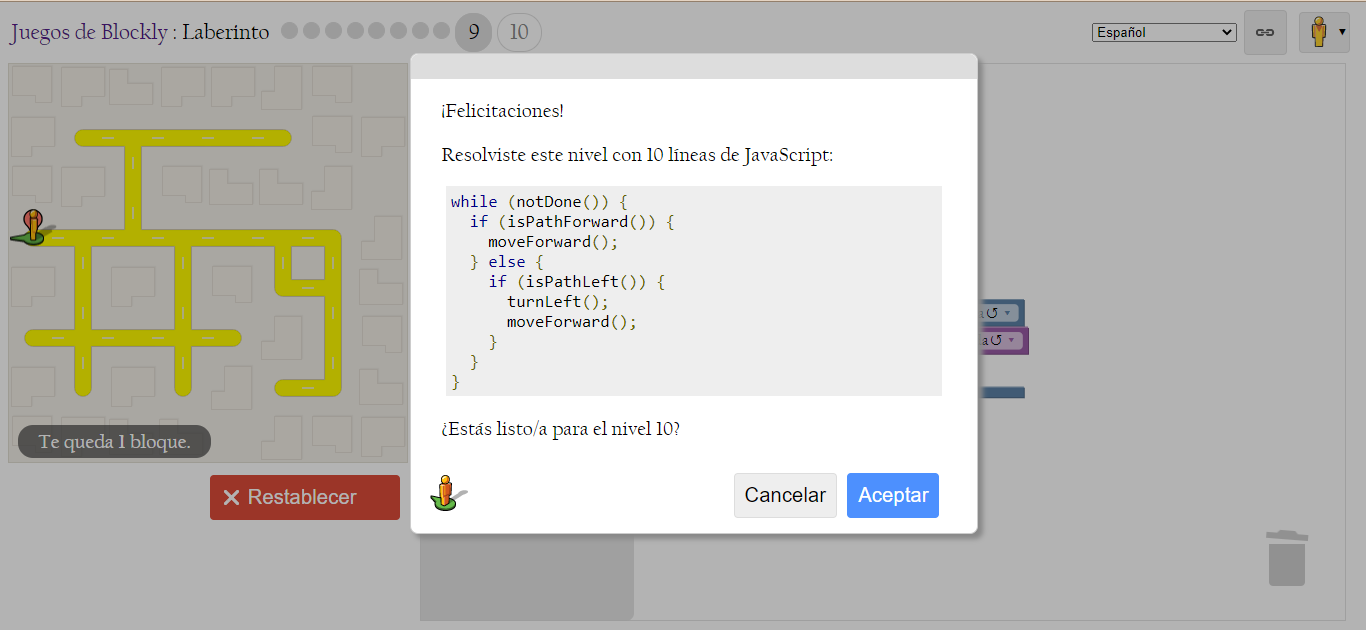 Juegos de Blockly : Laberinto 9 10 Español
¡Felicitaciones!
Resolviste este nivel con 10 líneas de JavaScript:
while (notDone()) {
  if (isPathForward()) {
    moveForward();
  } else {
    if (isPathLeft()) {
      turnLeft();
      moveForward();
    }
  }
}
¿Estás listo/a para el nivel 10?
Te queda 1 bloque.
Restablecer
Cancelar Aceptar